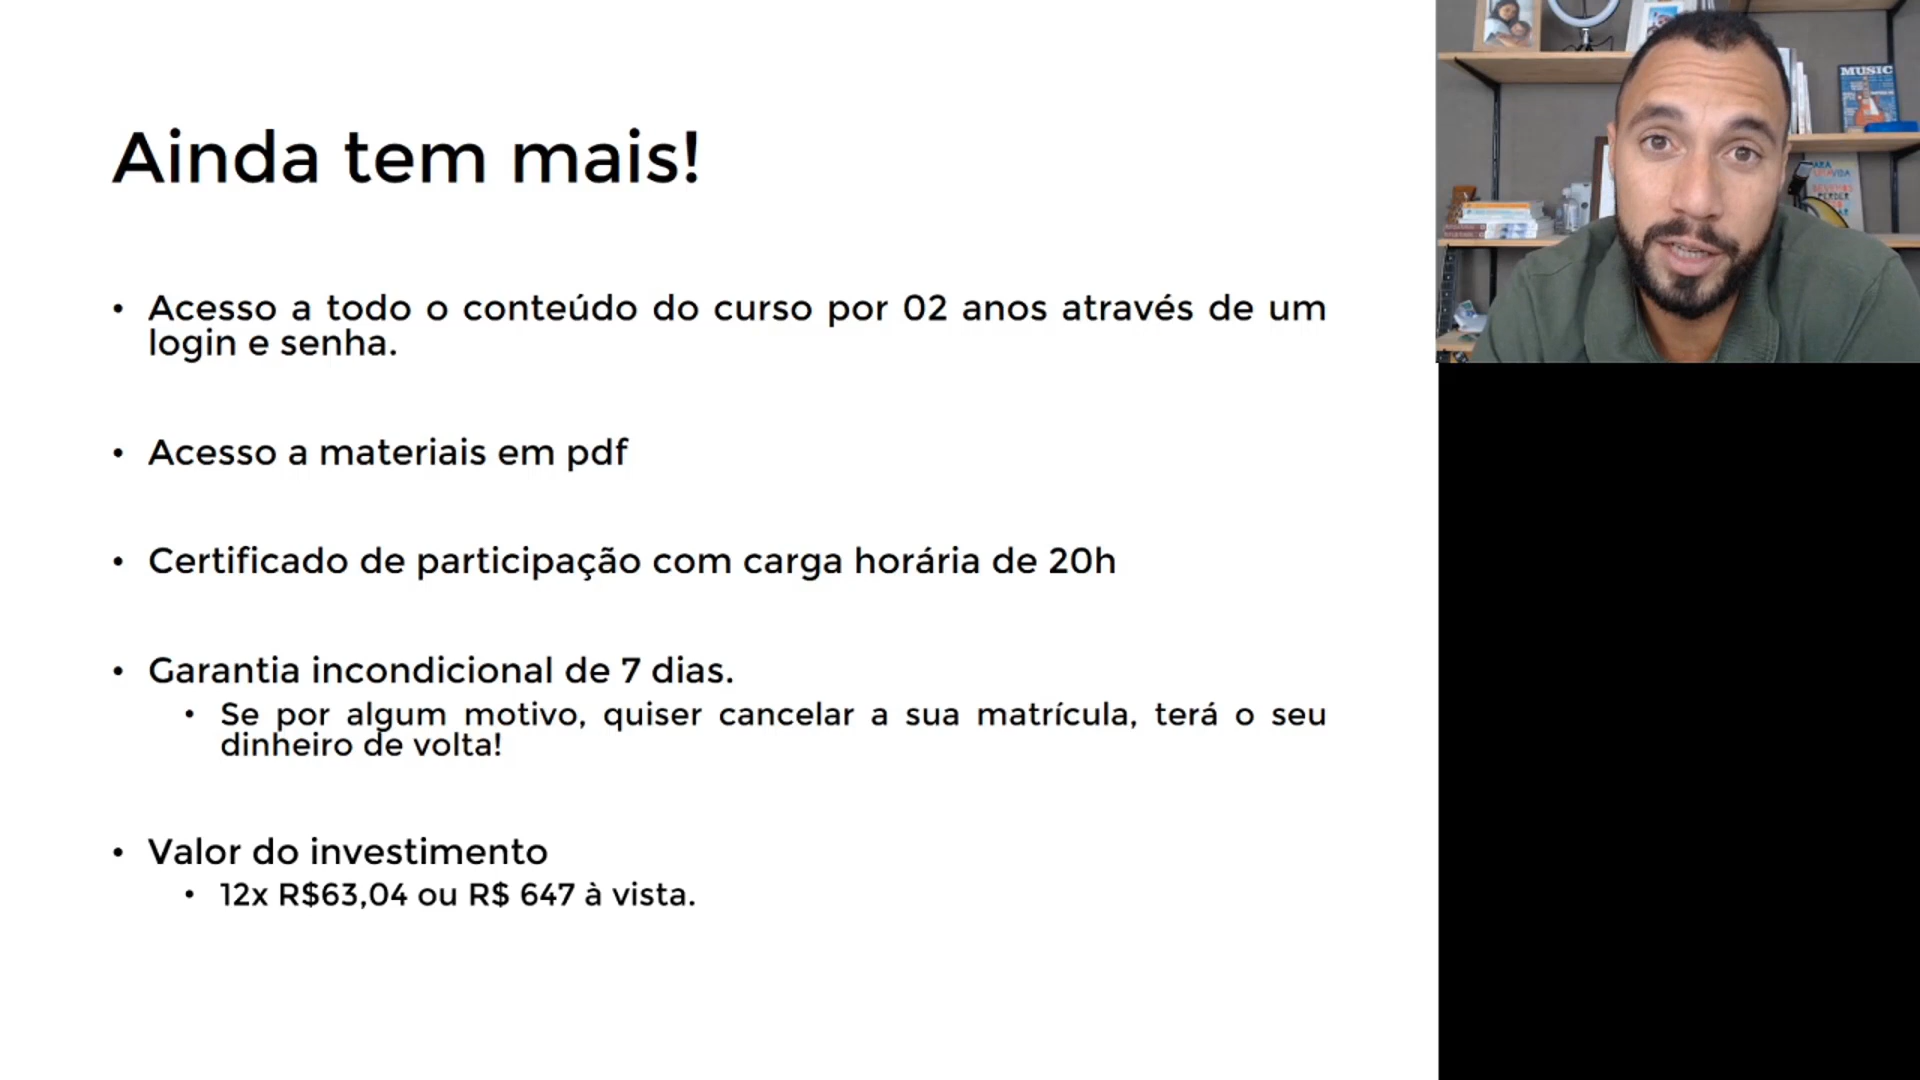 Ainda tem mais!
• Acesso a todo o conteúdo do curso por 02 anos através de um
login e senha.
• Acesso a materiais em pdf
• Certificado de participação com carga horária de 20h
• Garantia incondicional de 7 dias.
• Se por algum motivo, quiser cancelar a sua matrícula, terá o seu
dinheiro de volta!
• Valor do investimento
• 12x R$63,04 ou R$ 647 à vista.
MUSIC
PERDER